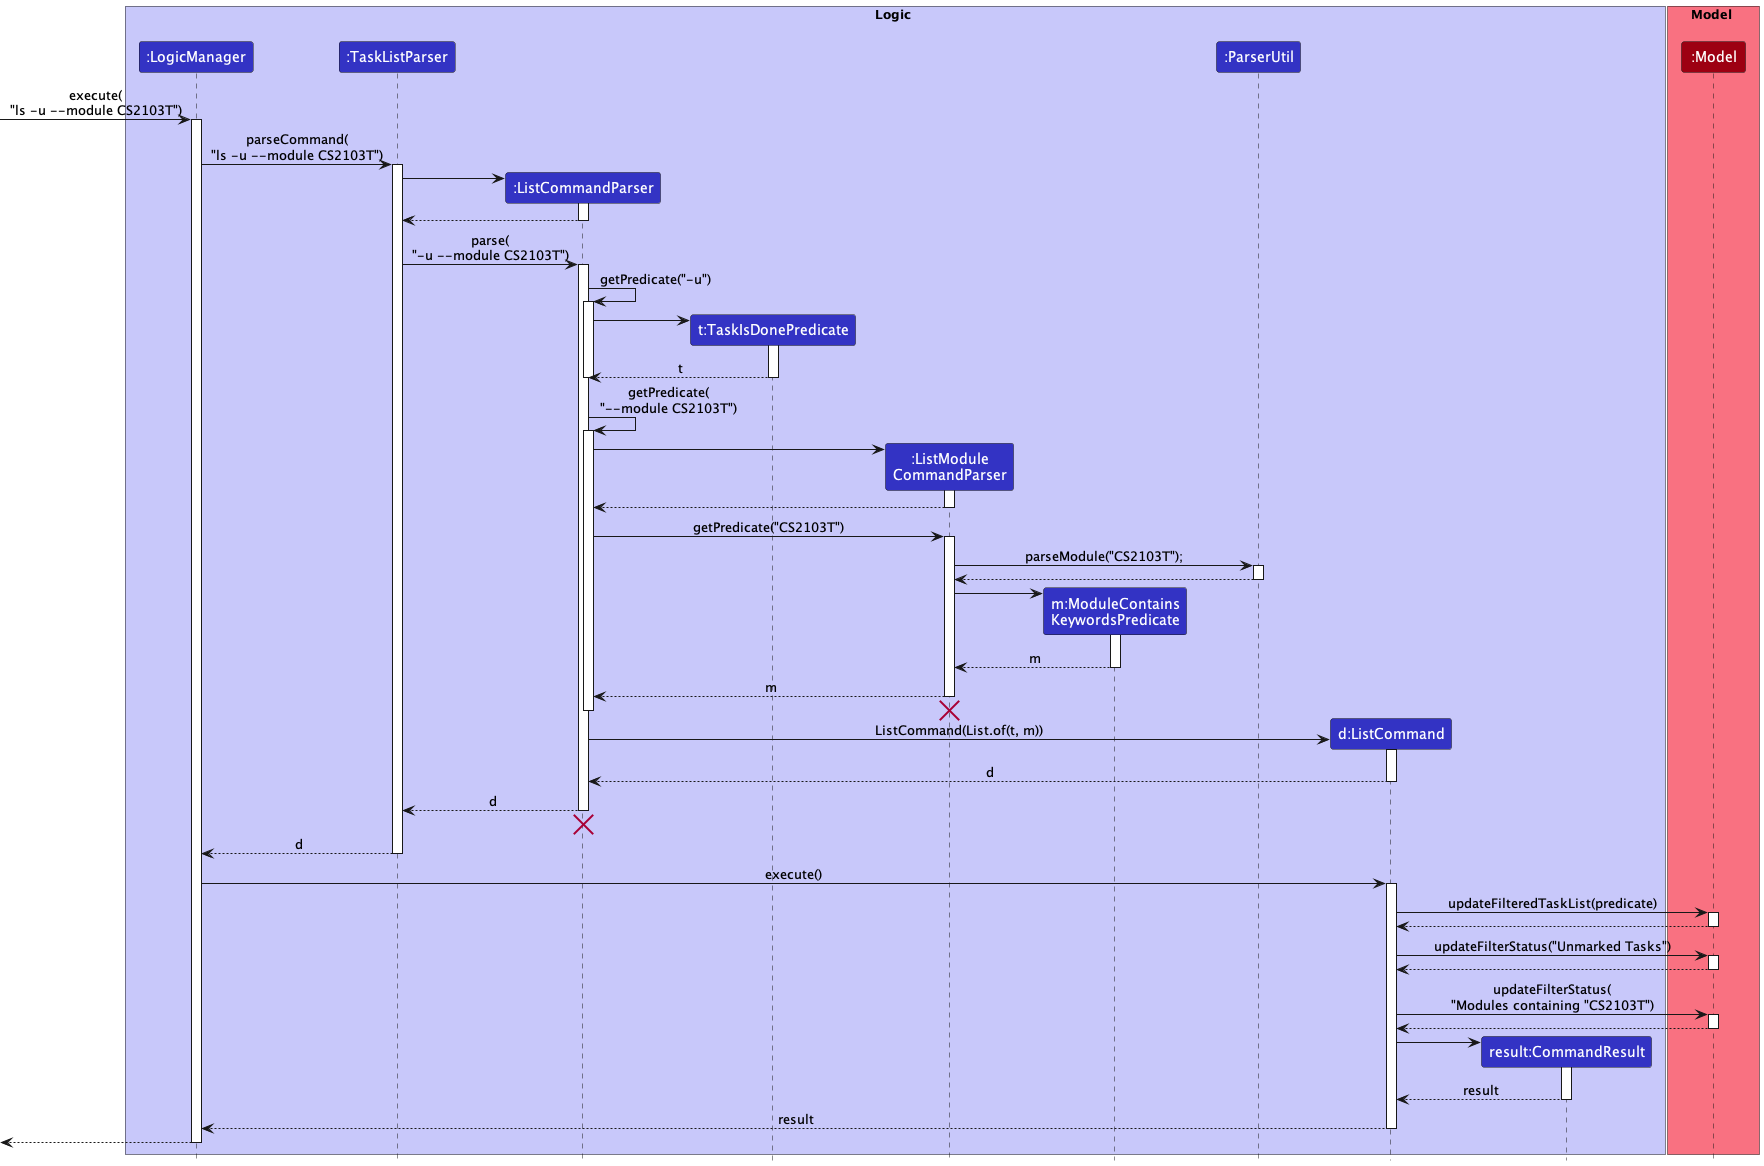 Logic
Model
:LogicManager
:TaskListParser
:ParserUtil
:Model
execute(
"ls -u --module CS2103T")
parseCommand(
"ls -u --module CS2103T")
:ListCommandParser
parse(
"-u --module CS2103T")
getPredicate("-u")
t:TaskIsDonePredicate
t
getPredicate(
"--module CS2103T")
:ListModule
CommandParser
getPredicate("CS2103T")
parseModule("CS2103T");
m:ModuleContains
KeywordsPredicate
m
m
ListCommand(List.of(t, m))
d:ListCommand
d
d
d
execute()
updateFilteredTaskList(predicate)
updateFilterStatus("Unmarked Tasks")
updateFilterStatus(
"Modules containing "CS2103T")
result:CommandResult
result
result